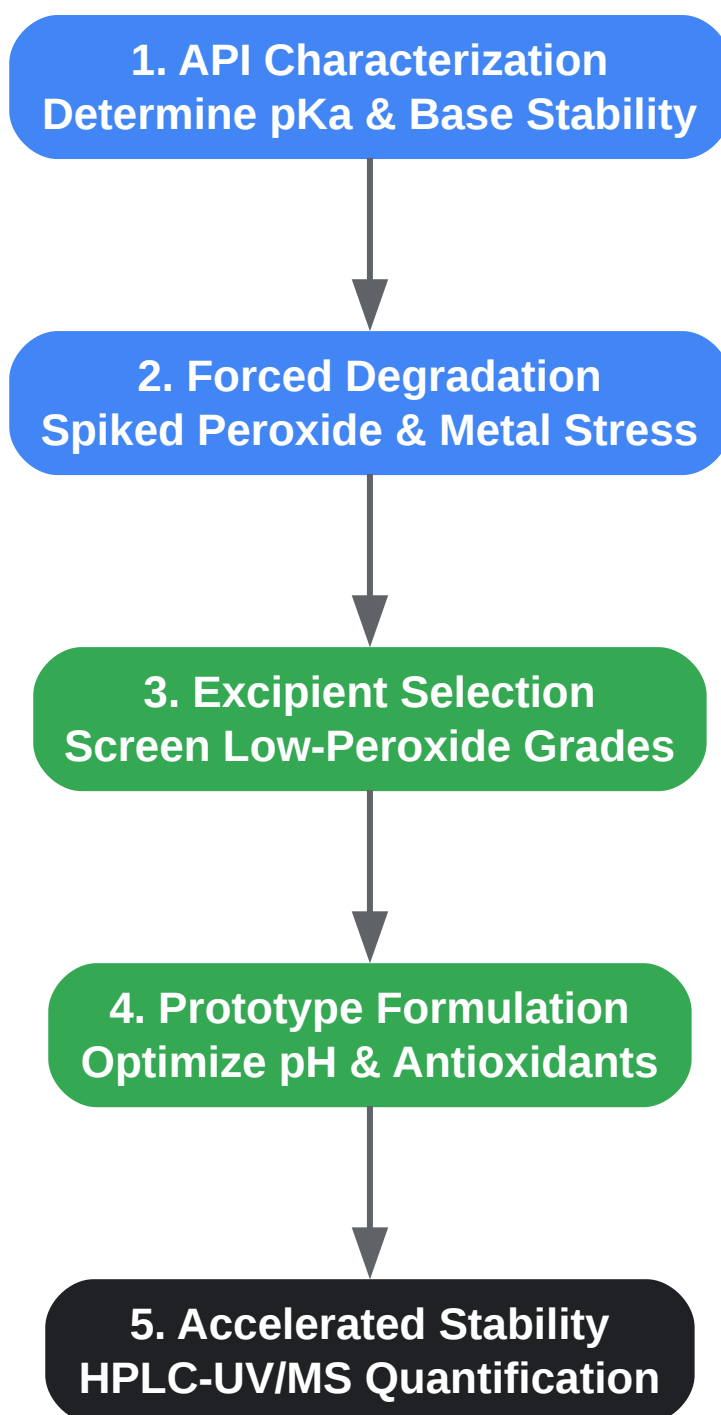 1. API Characterization
Determine pKa & Base Stability
2. Forced Degradation
Spiked Peroxide & Metal Stress
3. Excipient Selection
Screen Low-Peroxide Grades
4. Prototype Formulation
Optimize pH & Antioxidants
5. Accelerated Stability
HPLC-UV/MS Quantification